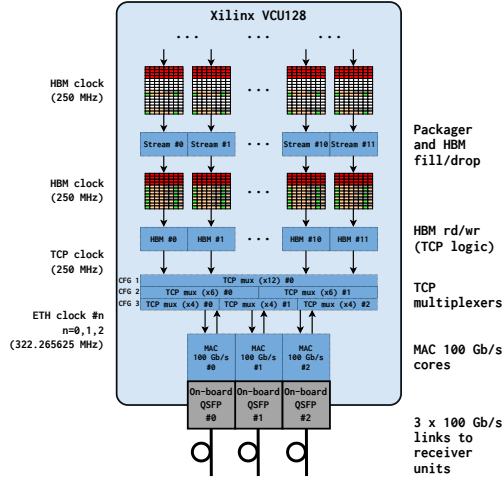 Xilinx VCU128
... ...
HBM clock
(250 MHz)
Stream #0 Stream #1 ... Stream #10 Stream #11
Packager
and HBM
fill/drop
HBM clock
(250 MHz)
HBM #0 HBM #1 ... HBM #10 HBM #11
HBM rd/wr
(TCP logic)
TCP clock
(250 MHz)
CFG 1 TCP mux (x12) #0
CFG 2 TCP mux (x6) #0 TCP mux (x6) #1
CFG 3 TCP mux (x4) #0 TCP mux (x4) #1 TCP mux (x4) #2
TCP
multiplexers
ETH clock #n
n=0,1,2
(322.265625 MHz)
MAC MAC MAC
100 Gb/s 100 Gb/s 100 Gb/s
#0 #1 #2
MAC 100 Gb/s
cores
On-board On-board On-board
QSFP QSFP QSFP
#0 #1 #2
3 x 100 Gb/s
links to
receiver
units